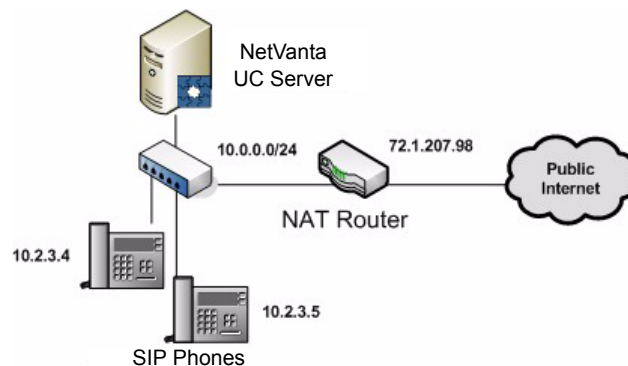 NetVanta
UC Server
10.0.0.0/24
72.1.207.98
Public
Internet
NAT Router
10.2.3.4
10.2.3.5
SIP Phones